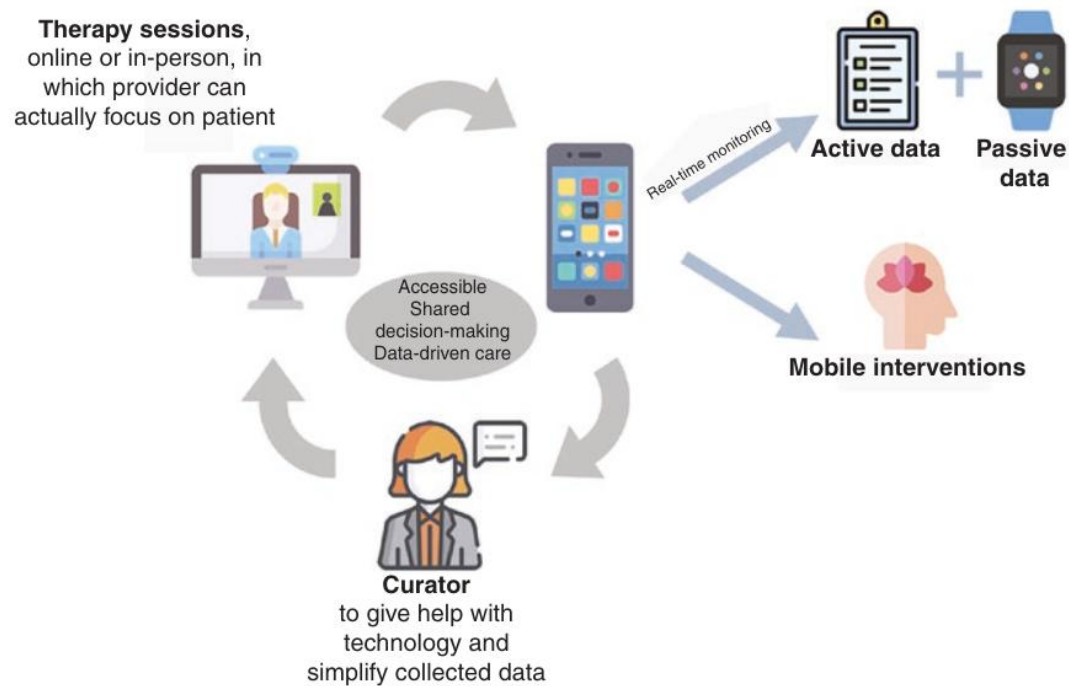 Therapy sessions,
online or in-person, in
which provider can
actually focus on patient
Real-time monitoring
Active data
Passive
data
Accessible
Shared
decision-making
Data-driven care
Mobile interventions
Curator
to give help with
technology and
simplify collected data